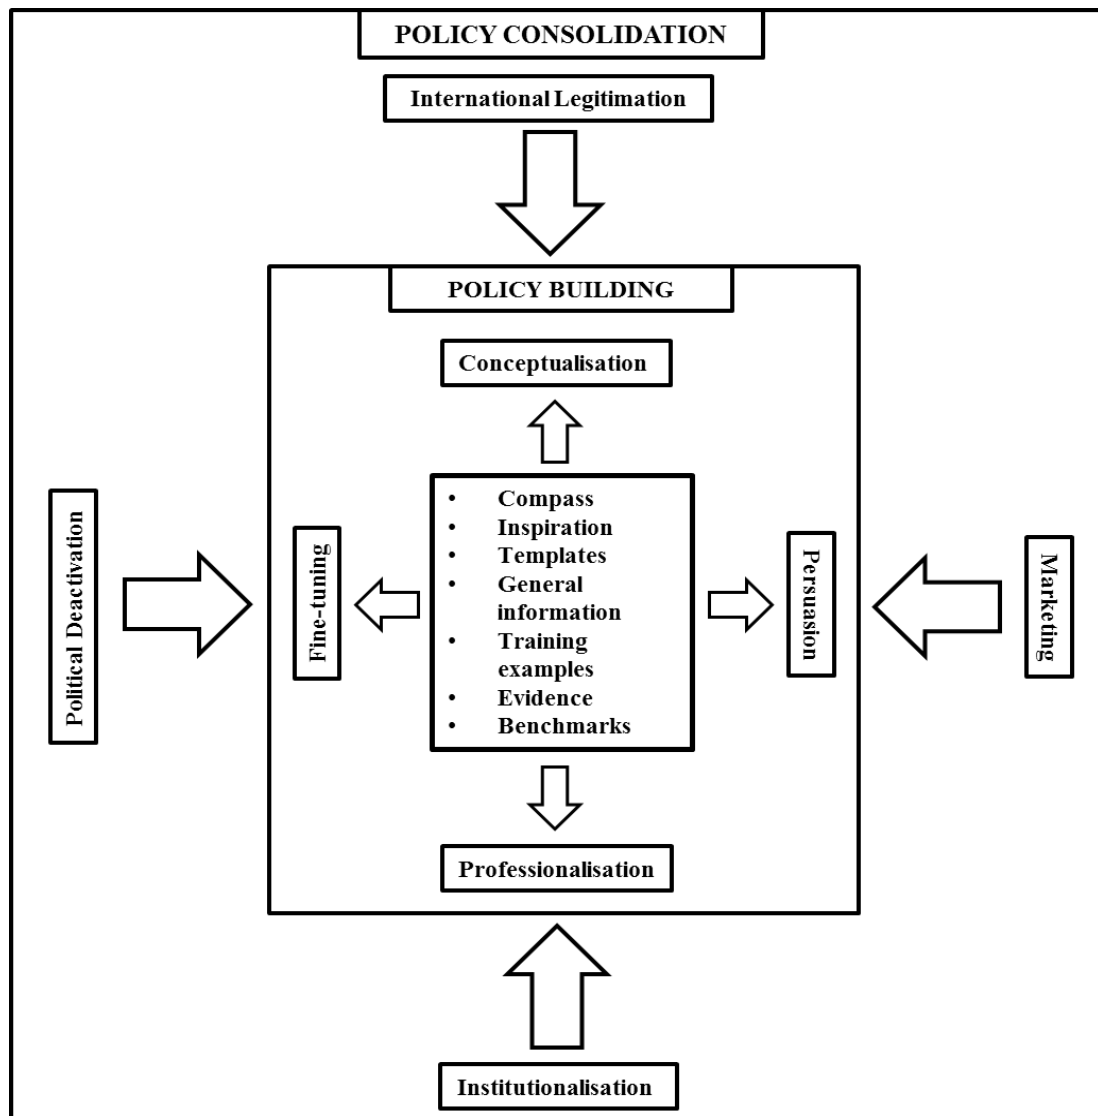 POLICY CONSOLIDATION
International Legitimation
POLICY BUILDING
Conceptualisation
Political Deactivation
Fine-tuning
• Compass
• Inspiration
• Templates
• General
information
• Training
examples
• Evidence
• Benchmarks
Persuasion
Marketing
Professionalisation
Institutionalisation